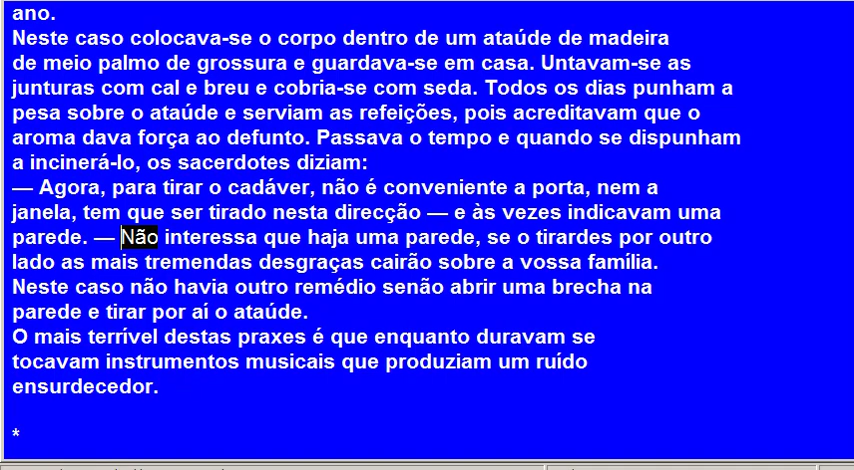 ano.
Neste caso colocava-se o corpo dentro de um ataúde de madeira
de meio palmo de grossura e guardava-se em casa. Untavam-se as
junturas com cal e breu e cobria-se com seda. Todos os dias punham a
pesa sobre o ataúde e serviam as refeições, pois acreditavam que o
aroma dava força ao defunto. Passava o tempo e quando se dispunham
a incinerá-lo, os sacerdotes diziam:
— Agora, para tirar o cadáver, não é conveniente a porta, nem a
janela, tem que ser tirado nesta direcção — e às vezes indicavam uma
parede. — Não interessa que haja uma parede, se o tirardes por outro
lado as mais tremendas desgraças cairão sobre a vossa família.
Neste caso não havia outro remédio senão abrir uma brecha na
parede e tirar por aí o ataúde.
O mais terrível destas praxes é que enquanto duravam se
tocavam instrumentos musicais que produziam um ruído
ensurdecedor.
*